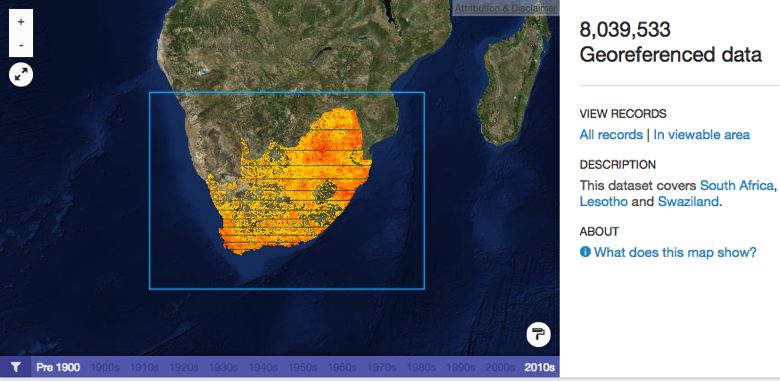 +
-
Attribution & Disclaimer
8,039,533
Georeferenced data
VIEW RECORDS
All records | In viewable area
DESCRIPTION
This dataset covers South Africa,
Lesotho and Swaziland.
ABOUT
What does this map show?
Pre 1900 1900s 1910s 1920s 1930s 1940s 1950s 1960s 1970s 1980s 1990s 2000s 2010s